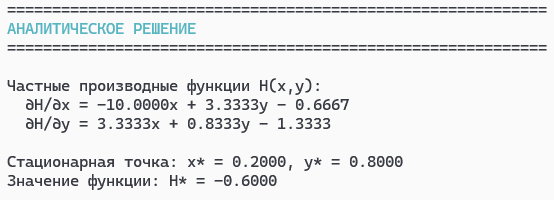 ============================================================
АНАЛИТИЧЕСКОЕ РЕШЕНИЕ
============================================================
Частные производные функции H(x,y):
∂H/∂x = -10.0000x + 3.3333y - 0.6667
∂H/∂y = 3.3333x + 0.8333y - 1.3333
Стационарная точка: x* = 0.2000, y* = 0.8000
Значение функции: H* = -0.6000